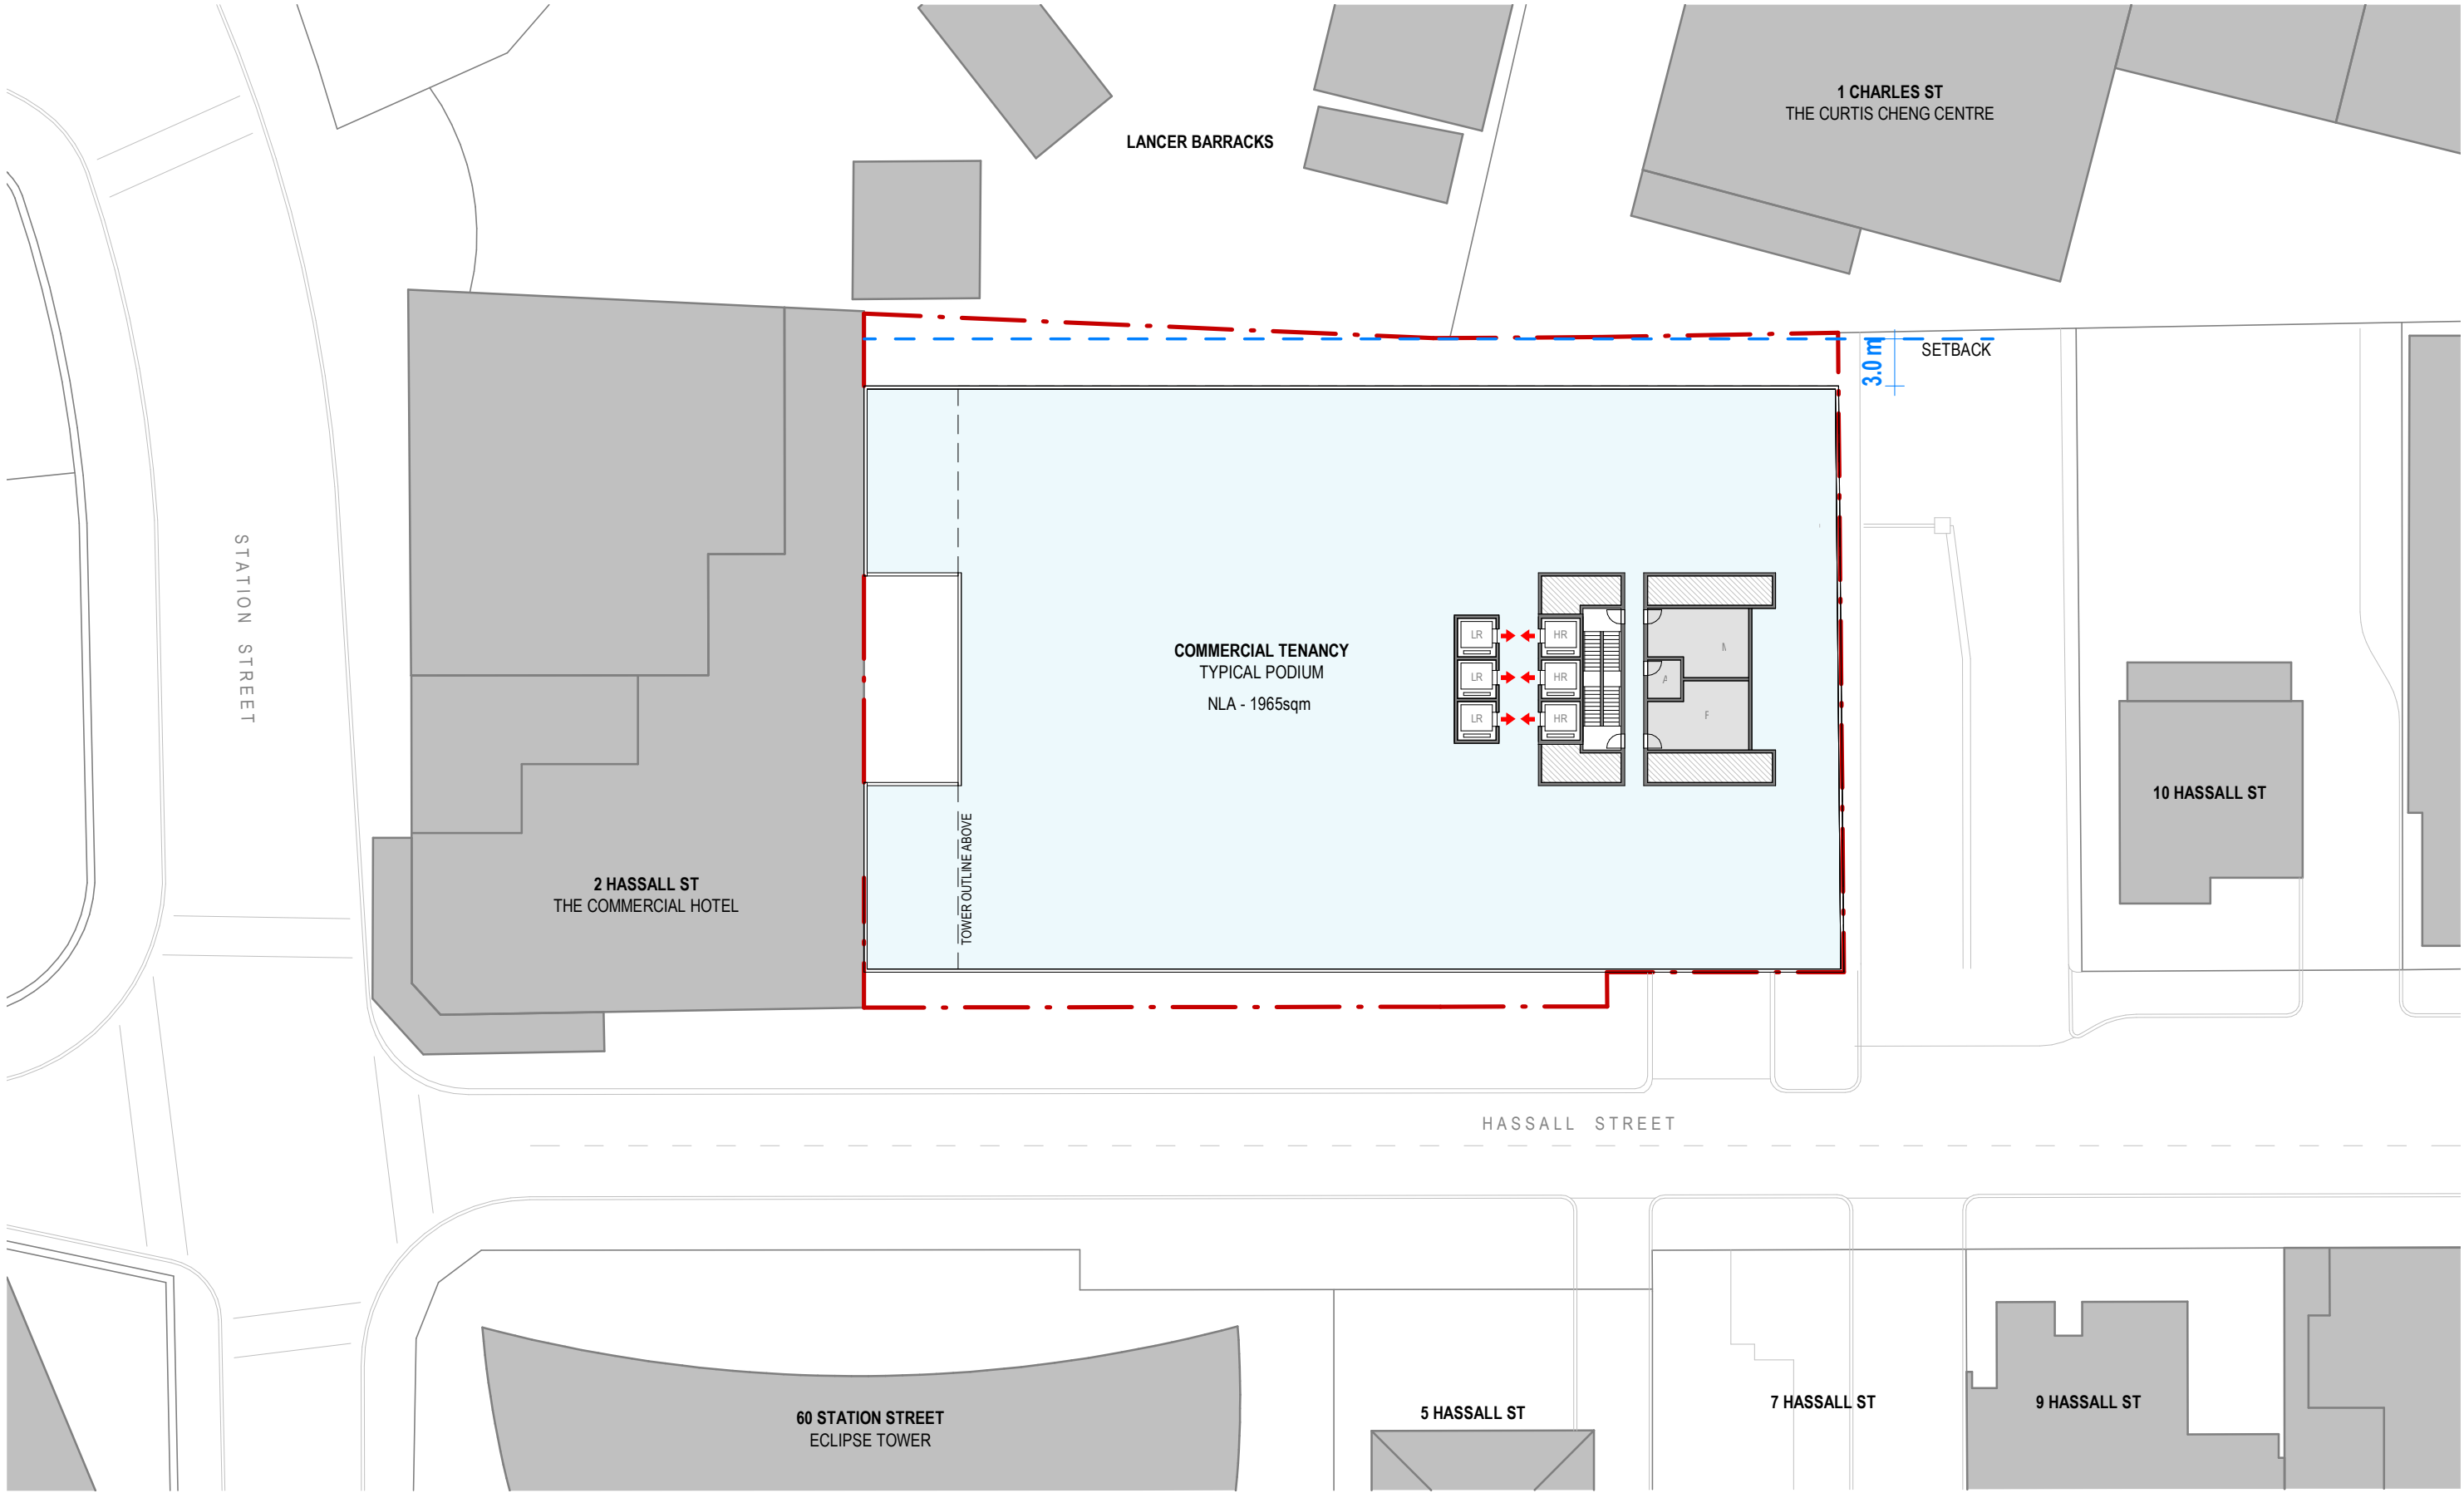 1 CHARLES ST
THE CURTIS CHENG CENTRE
LANCER BARRACKS
SETBACK
3.0 m
STATION STREET
COMMERCIAL TENANCY
TYPICAL PODIUM
NLA - 1965sqm
LR
HR
LR
HR
LR
HR
TOWER OUTLINE ABOVE
10 HASSALL ST
2 HASSALL ST
THE COMMERCIAL HOTEL
HASSALL STREET
60 STATION STREET
ECLIPSE TOWER
5 HASSALL ST
7 HASSALL ST
9 HASSALL ST